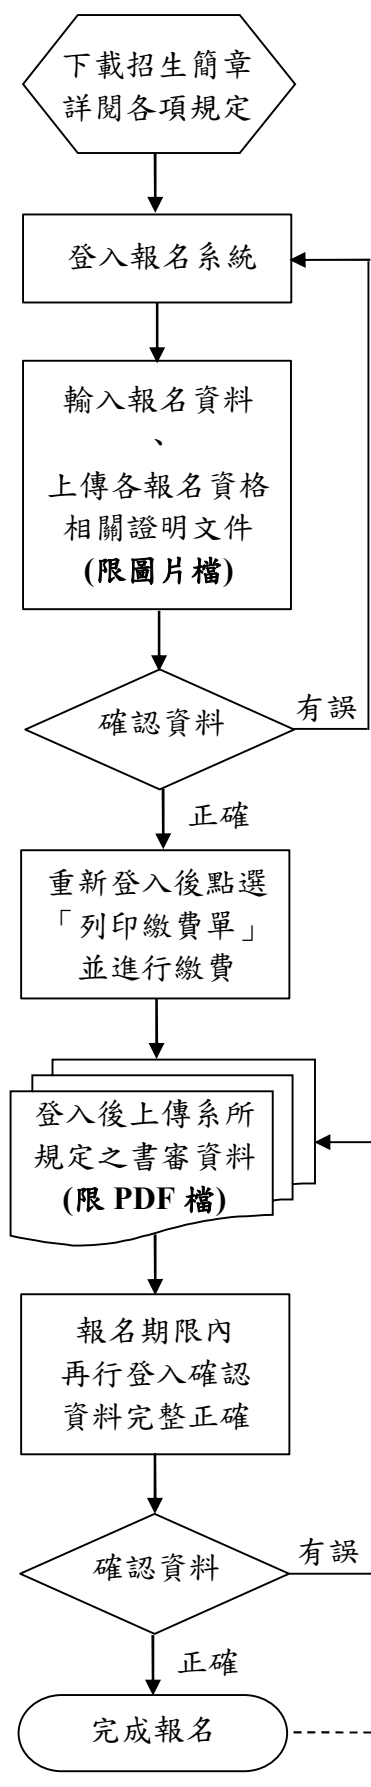 下載招生簡章
詳閱各項規定
登入報名系統
輸入報名資料
、
上傳各報名資格
相關證明文件
(限圖片檔)
確認資料
有誤
正確
重新登入後點選
「列印繳費單」
並進行繳費
登入後上傳系所
規定之書審資料
(限 PDF 檔)
報名期限內
再行登入確認
資料完整正確
確認資料
有誤
正確
完成報名